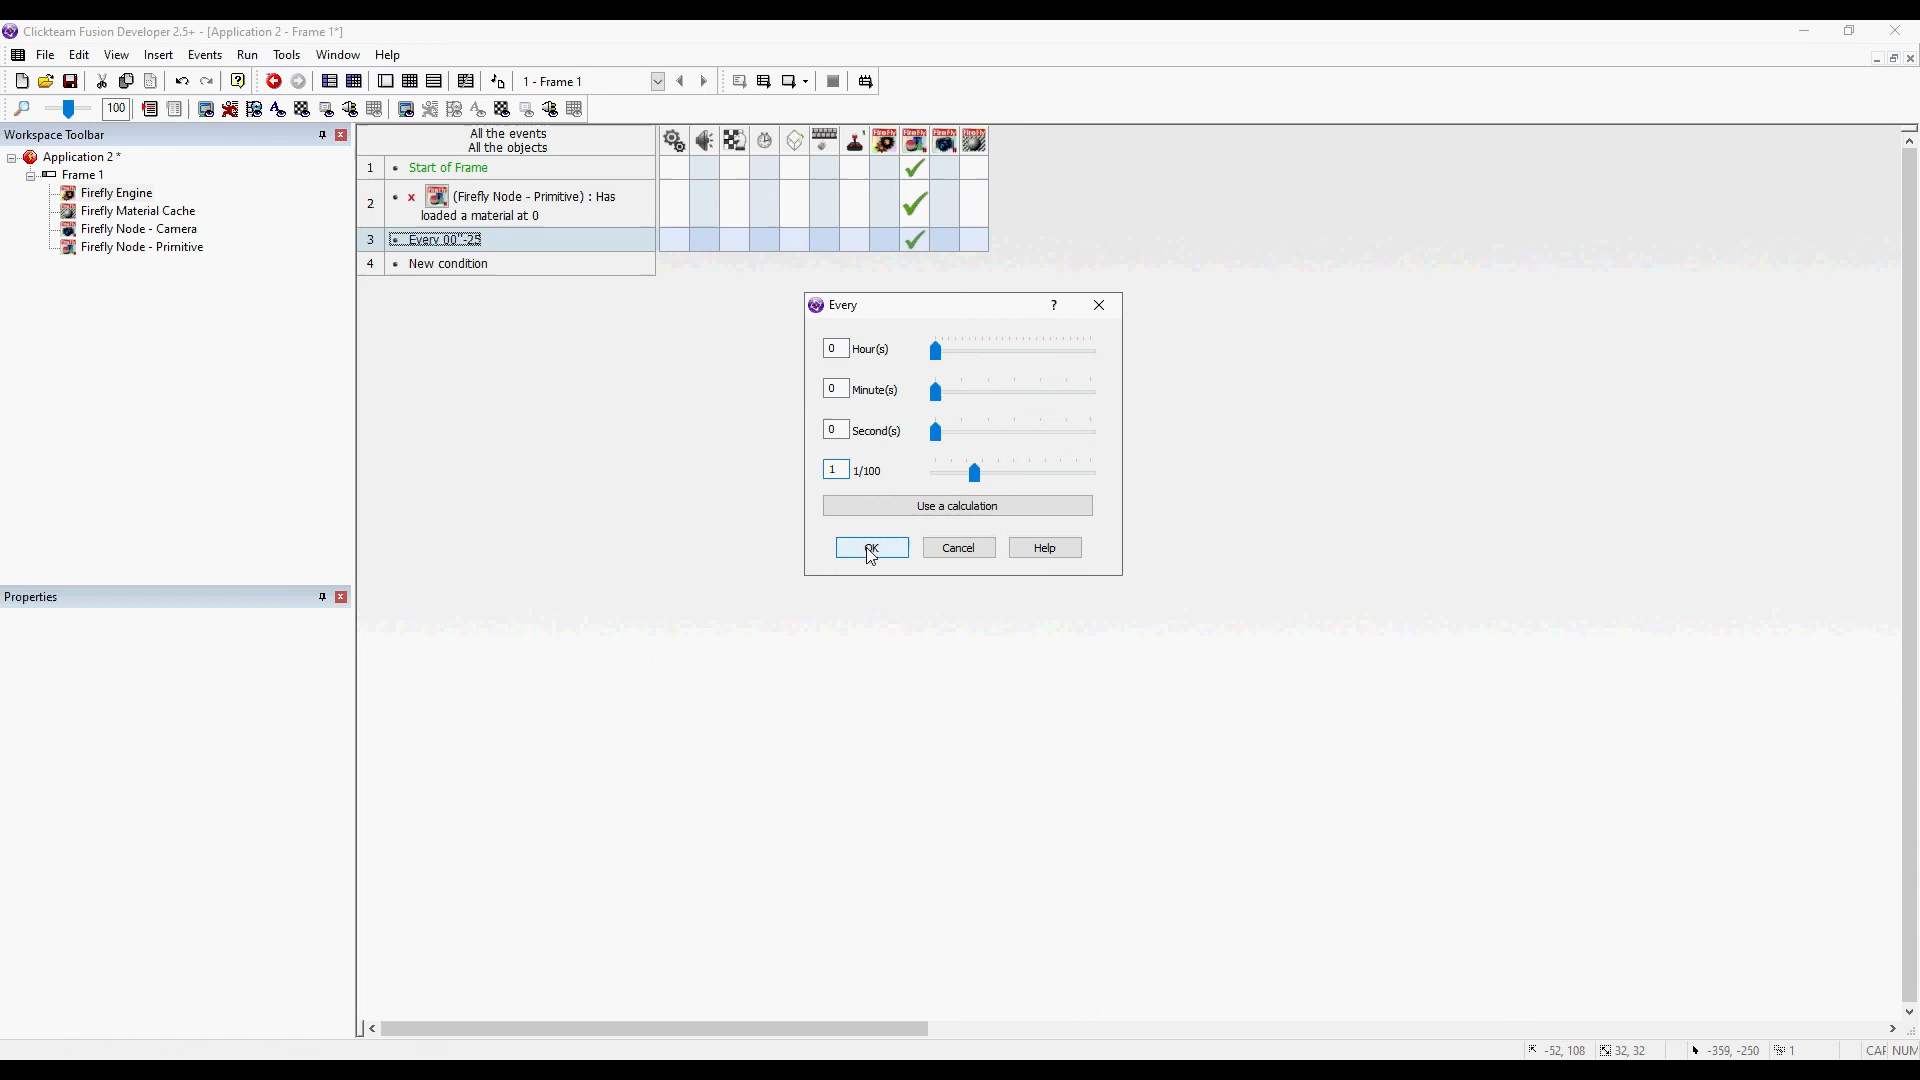 Clickteam Fusion Developer 2.5+ - [Application 2 - Frame 1*]
File Edit View Insert Events Run Tools Window Help
1 - Frame 1
100
Workspace Toolbar
Application 2 *
Frame 1
Firefly Engine
Firefly Material Cache
Firefly Node - Camera
Firefly Node - Primitive
Properties
All the events
All the objects
1 • Start of Frame
2 • X (Firefly Node - Primitive) : Has
loaded a material at 0
3 • Every 00"-25
4 • New condition
Every
0 Hour(s)
0 Minute(s)
0 Second(s)
1 1/100
Use a calculation
OK Cancel Help
-52, 108 32, 32 -359, -250 1 CAP NUM